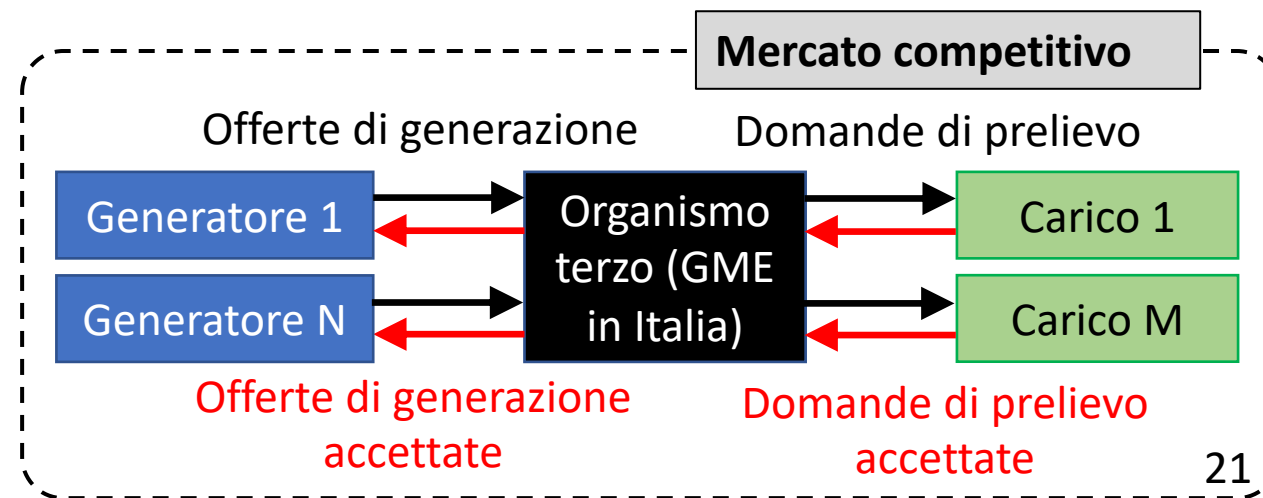 Mercato competitivo
Offerte di generazione
Domande di prelievo
Generatore 1
Organismo
terzo (GME
in Italia)
Carico 1
Generatore N
Carico M
Offerte di generazione
accettate
Domande di prelievo
accettate
21